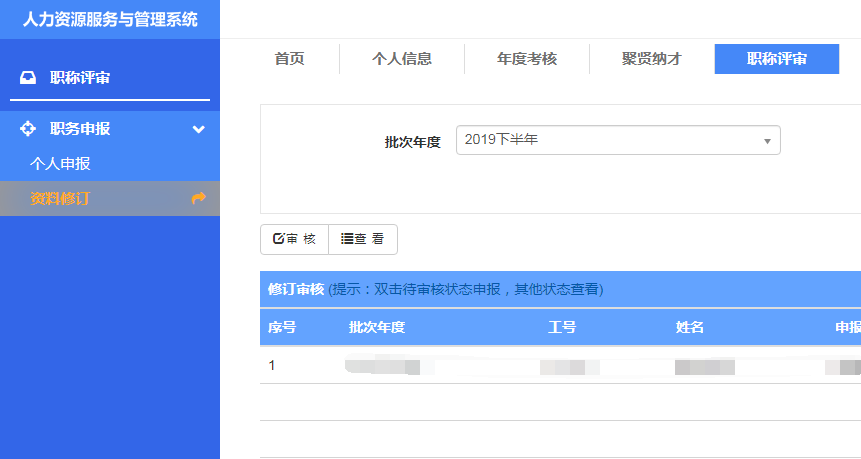 人力资源服务与管理系统
首页 个人信息 年度考核 聚贤纳才 职称评审
职称评审
职务申报
个人申报
资料修订
批次年度 2019下半年
审 核 查 看
修订审核 (提示：双击待审核状态申报，其他状态查看)
序号 批次年度 工号 姓名 申报
1